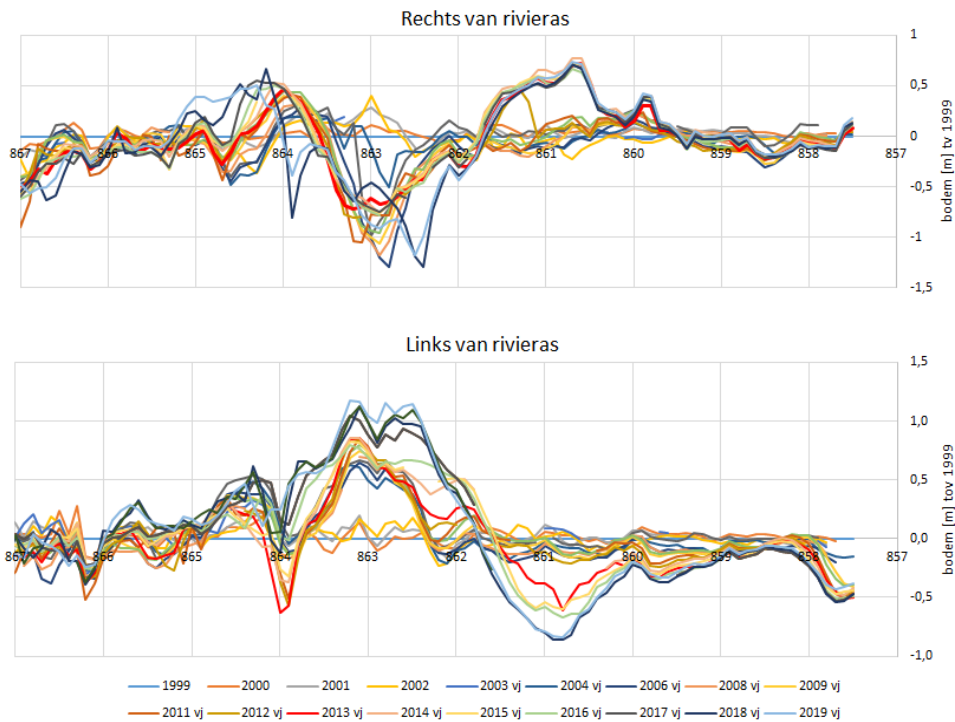 Rechts van rivieras
1
0,5
0
-0,5
-1
-1,5
867 866 865 864 863 862 861 860 859 858 857
bodem [m] tv 1999
Links van rivieras
1,5
1,0
0,5
0,0
-0,5
-1,0
867 866 865 864 863 862 861 860 859 858 857
bodem [m] tov 1999
1999 2000 2001 2002 2003 vj 2004 vj 2006 vj 2008 vj 2009 vj
2011 vj 2012 vj 2013 vj 2014 vj 2015 vj 2016 vj 2017 vj 2018 vj 2019 vj